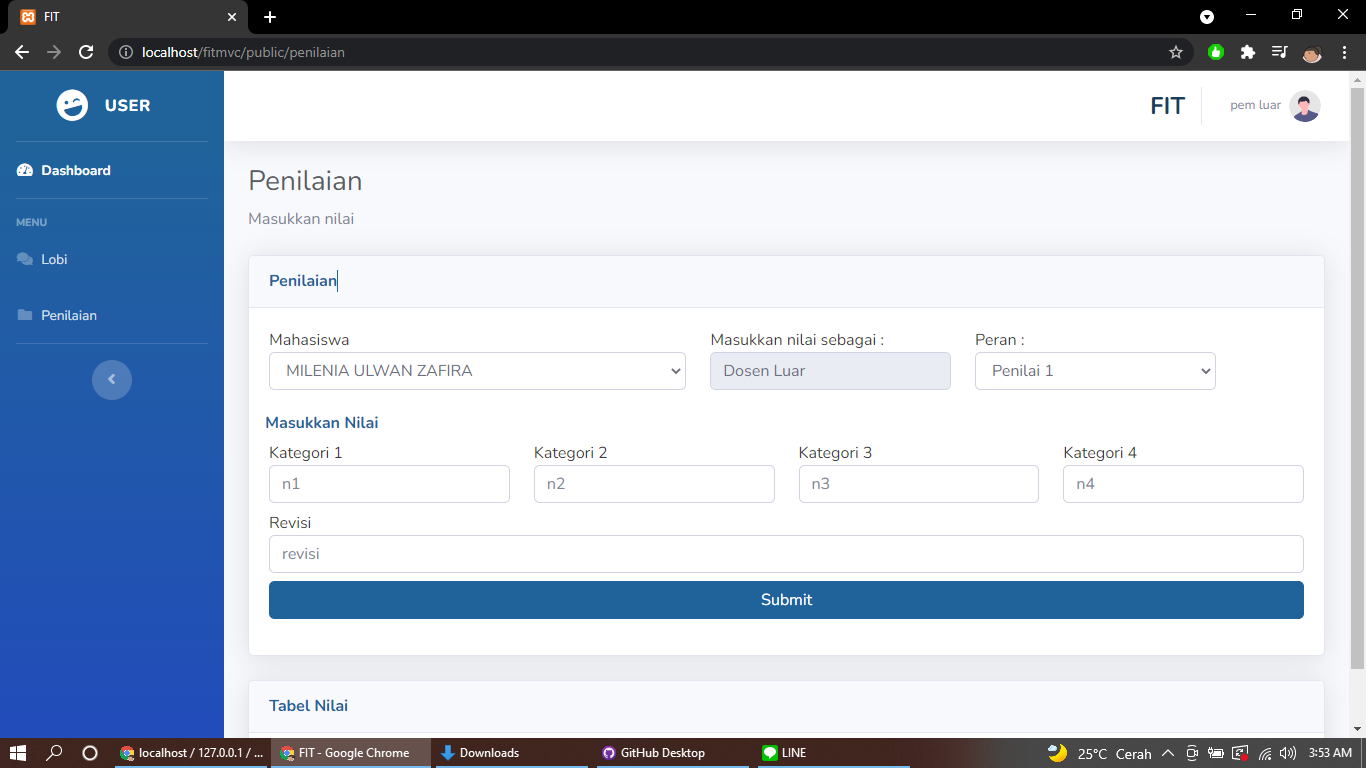 FIT
localhost/fitmvc/public/penilaian
USER
FIT
pem luar
Dashboard
MENU
Lobi
Penilaian
Penilaian
Masukkan nilai
Penilaian
Mahasiswa
Masukkan nilai sebagai :
Peran :
MILENIA ULWAN ZAFIRA
Dosen Luar
Penilai 1
Masukkan Nilai
Kategori 1
Kategori 2
Kategori 3
Kategori 4
n1
n2
n3
n4
Revisi
revisi
Submit
Tabel Nilai
localhost / 127.0.0.1 / ...
FIT - Google Chrome
Downloads
GitHub Desktop
LINE
25°C Cerah
3:53 AM